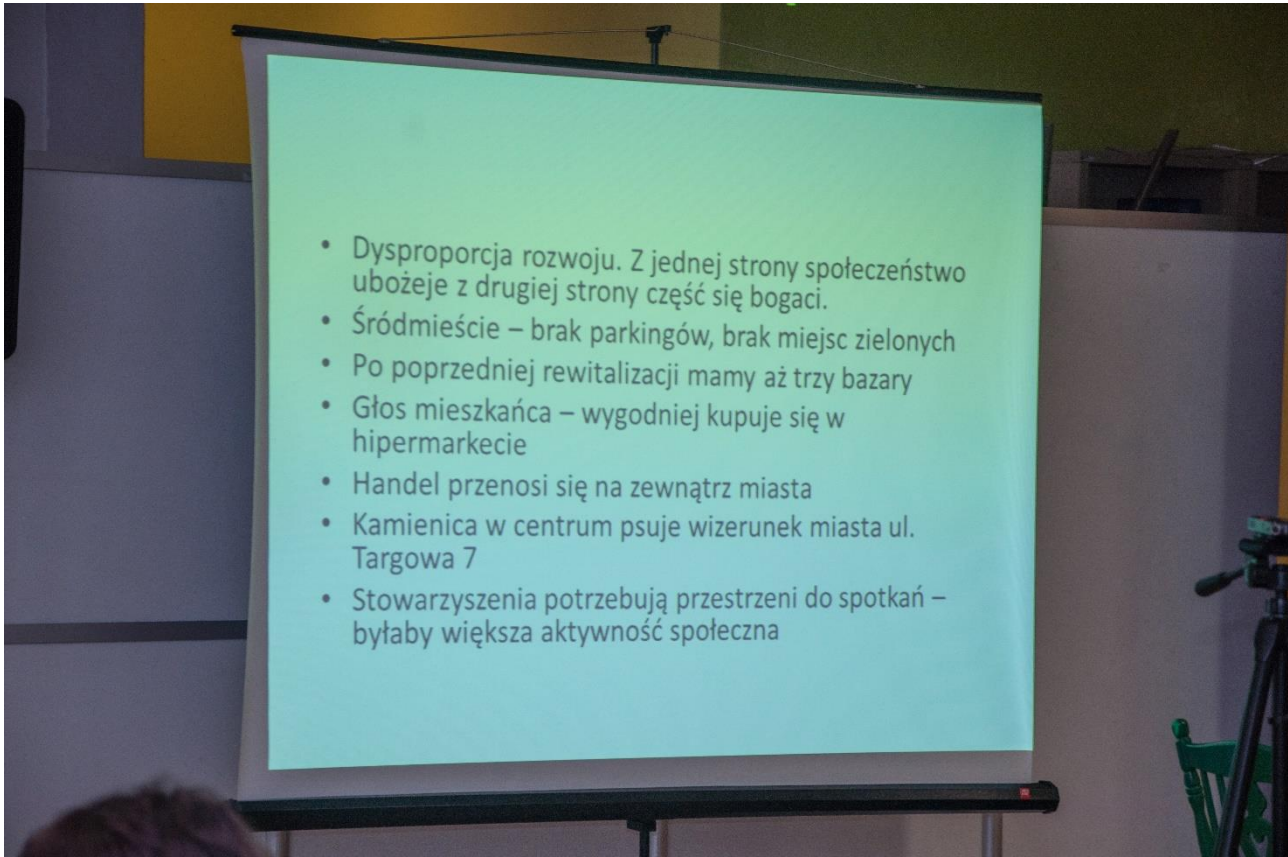 • Dysproporcja rozwoju. Z jednej strony społeczeństwo
ubożeje z drugiej strony część się bogaci.
• Śródmieście – brak parkingów, brak miejsc zielonych
• Po poprzedniej rewitalizacji mamy aż trzy bazary
• Głos mieszkańca – wygodniej kupuje się w
hipermarkecie
• Handel przenosi się na zewnątrz miasta
• Kamienica w centrum psuje wizerunek miasta ul.
Targowa 7
• Stowarzyszenia potrzebują przestrzeni do spotkań –
byłaby większa aktywność społeczna